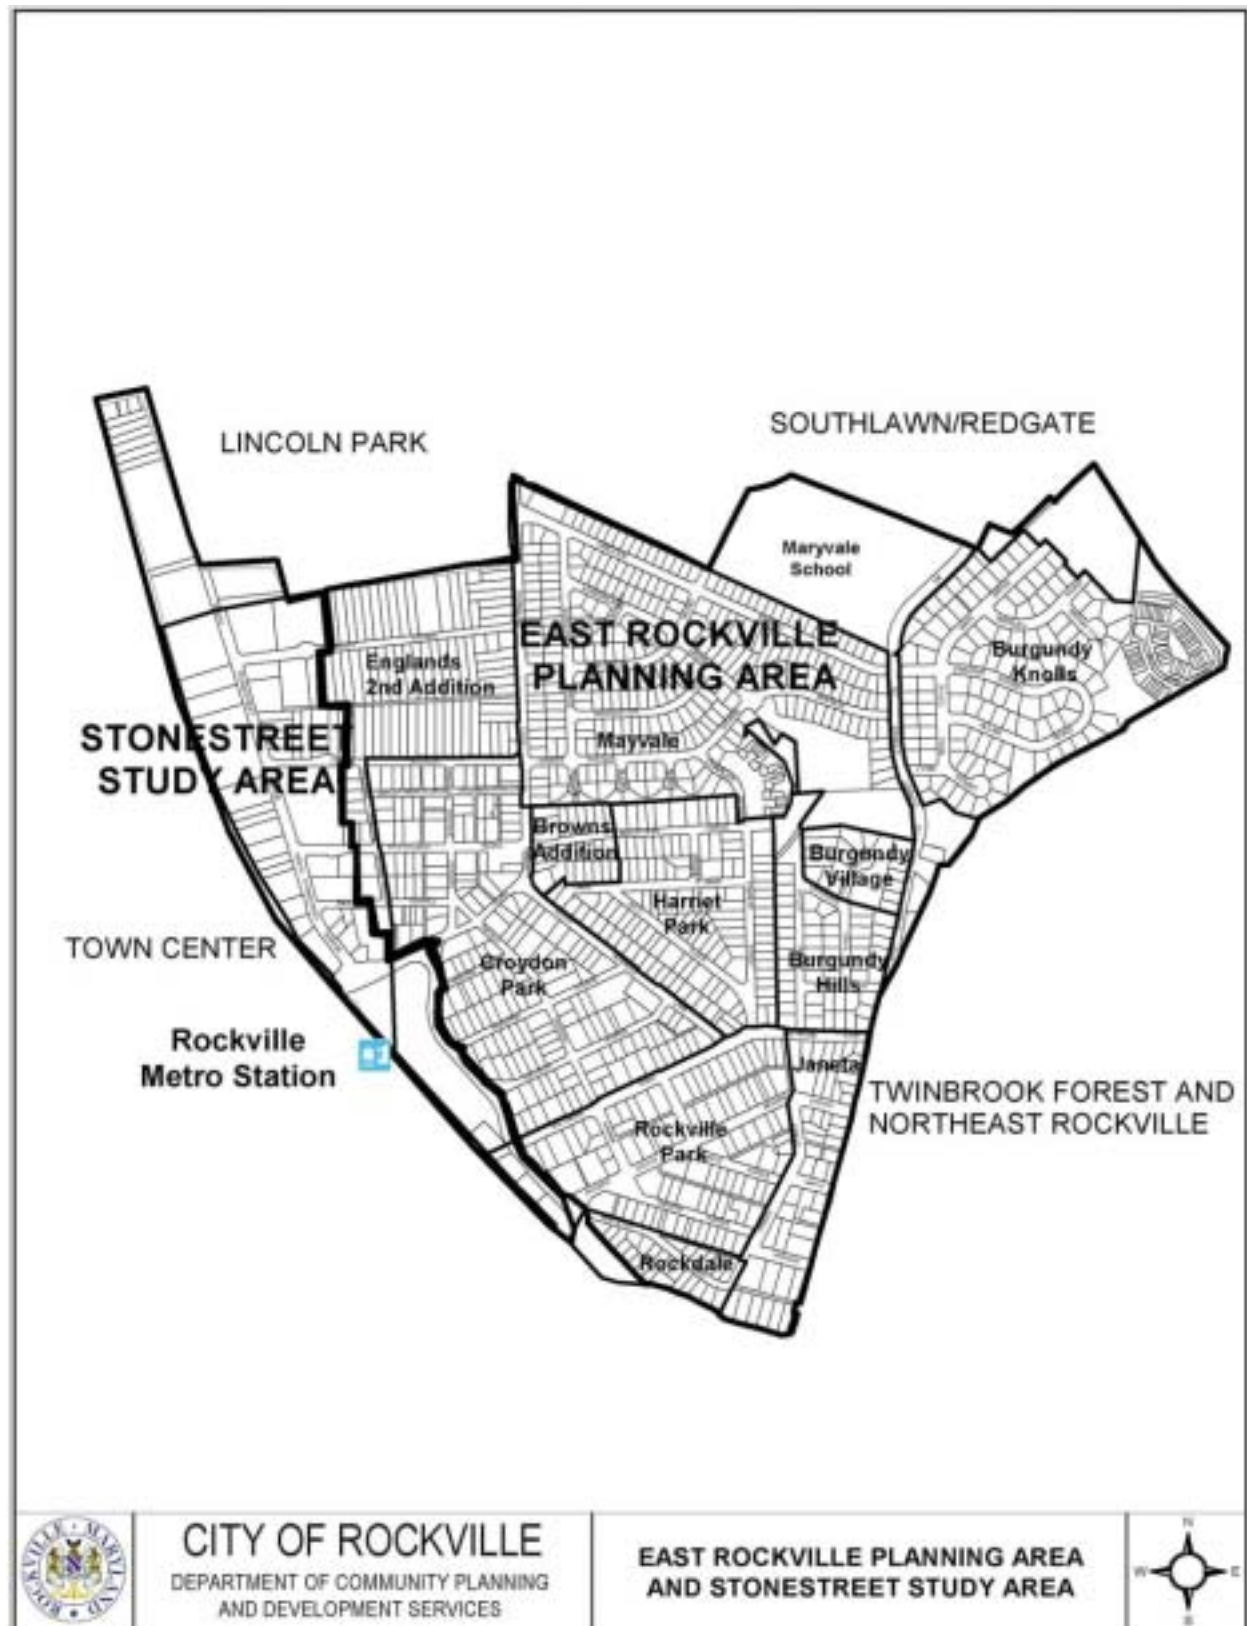 LINCOLN PARK
SOUTHLAWN/REDGATE
Maryvale
School
EAST ROCKVILLE
PLANNING AREA
Burgundy
Knolls
Englands
2nd Addition
STONESTREET
STUDY AREA
Mayvale
Browns
Addition
Burgundy
Village
Harriet
Park
TOWN CENTER
Croydon
Park
Burgundy
Hills
Rockville
Metro Station
Janeta
TWINBROOK FOREST AND
NORTHEAST ROCKVILLE
Rockville
Park
Rockdale
ROCKVILLE • MARYLAND
CITY OF ROCKVILLE
DEPARTMENT OF COMMUNITY PLANNING
AND DEVELOPMENT SERVICES
EAST ROCKVILLE PLANNING AREA
AND STONESTREET STUDY AREA
N
W
E
S